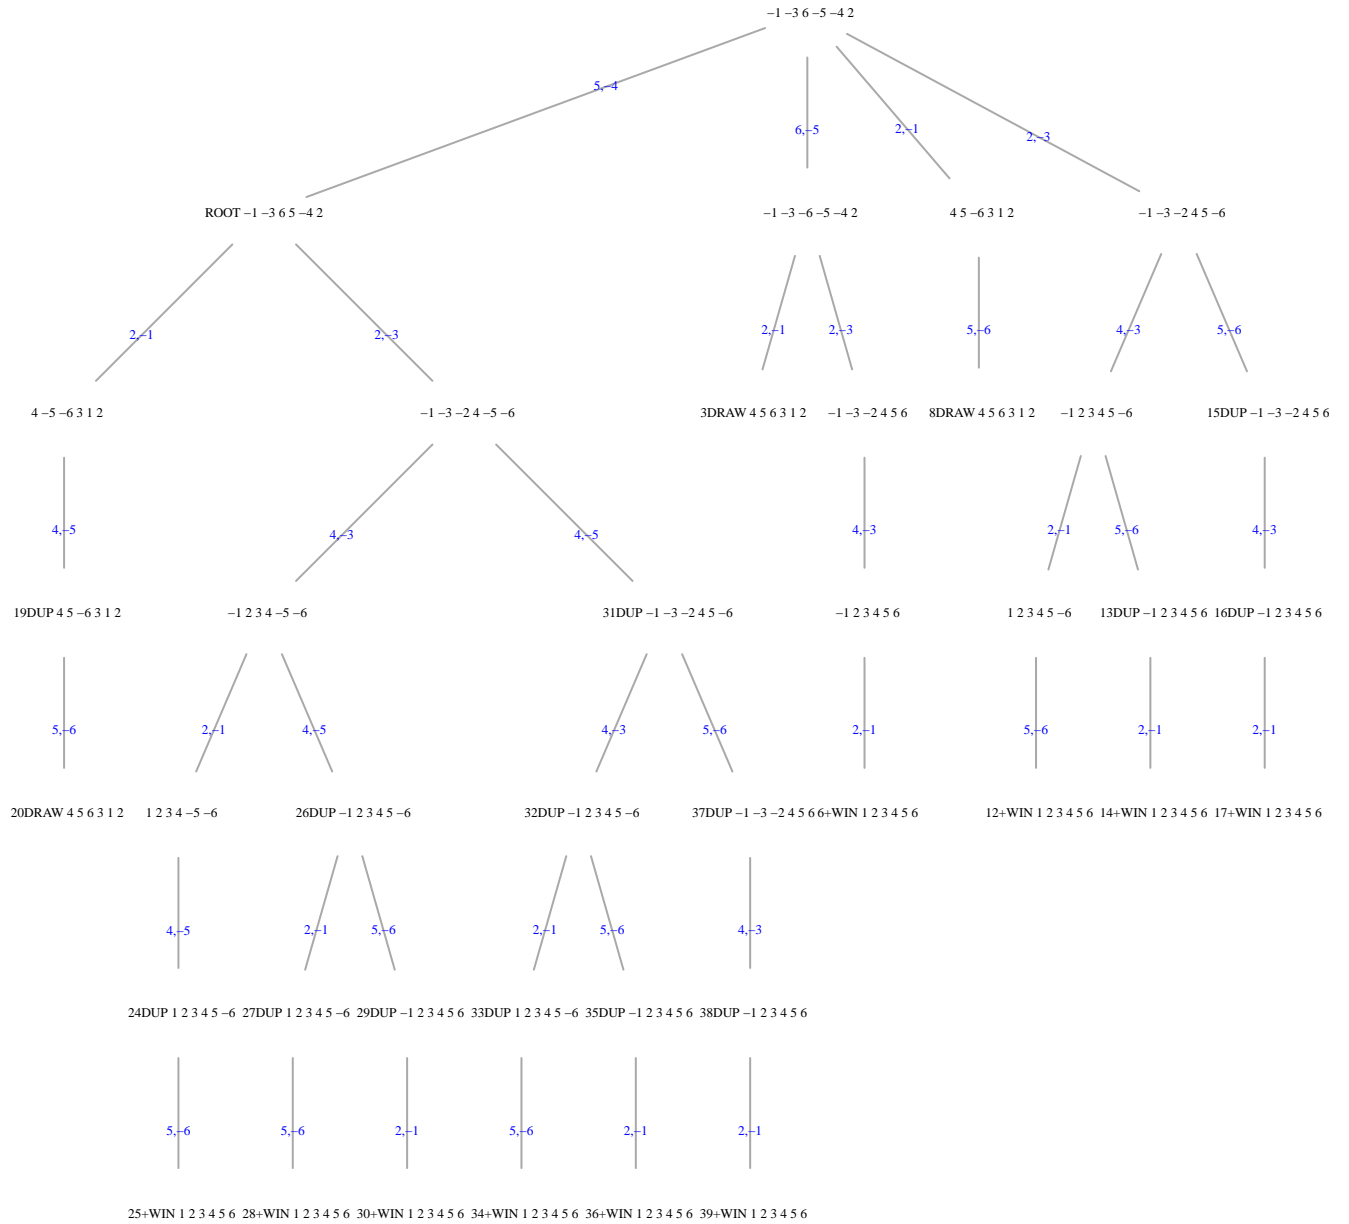 −1 −3 6 −5 −4 2
5,−4
6,−5
2,−1
2,−3
ROOT −1 −3 6 5 −4 2
−1 −3 −6 −5 −4 2
4 5 −6 3 1 2
−1 −3 −2 4 5 −6
2,−1
2,−3
2,−1
2,−3
5,−6
4,−3
5,−6
4 −5 −6 3 1 2
−1 −3 −2 4 −5 −6
3DRAW 4 5 6 3 1 2
−1 −3 −2 4 5 6
8DRAW 4 5 6 3 1 2
−1 2 3 4 5 −6
15DUP −1 −3 −2 4 5 6
4,−5
4,−3
4,−5
4,−3
2,−1
5,−6
4,−3
19DUP 4 5 −6 3 1 2
−1 2 3 4 −5 −6
31DUP −1 −3 −2 4 5 −6
−1 2 3 4 5 6
1 2 3 4 5 −6
13DUP −1 2 3 4 5 6
16DUP −1 2 3 4 5 6
5,−6
2,−1
4,−5
4,−3
5,−6
2,−1
5,−6
2,−1
2,−1
20DRAW 4 5 6 3 1 2
1 2 3 4 −5 −6
26DUP −1 2 3 4 5 −6
32DUP −1 2 3 4 5 −6
37DUP −1 −3 −2 4 5 6
6+WIN 1 2 3 4 5 6
12+WIN 1 2 3 4 5 6
14+WIN 1 2 3 4 5 6
17+WIN 1 2 3 4 5 6
4,−5
2,−1
5,−6
2,−1
5,−6
4,−3
24DUP 1 2 3 4 5 −6
27DUP 1 2 3 4 5 −6
29DUP −1 2 3 4 5 6
33DUP 1 2 3 4 5 −6
35DUP −1 2 3 4 5 6
38DUP −1 2 3 4 5 6
5,−6
5,−6
2,−1
5,−6
2,−1
2,−1
25+WIN 1 2 3 4 5 6
28+WIN 1 2 3 4 5 6
30+WIN 1 2 3 4 5 6
34+WIN 1 2 3 4 5 6
36+WIN 1 2 3 4 5 6
39+WIN 1 2 3 4 5 6